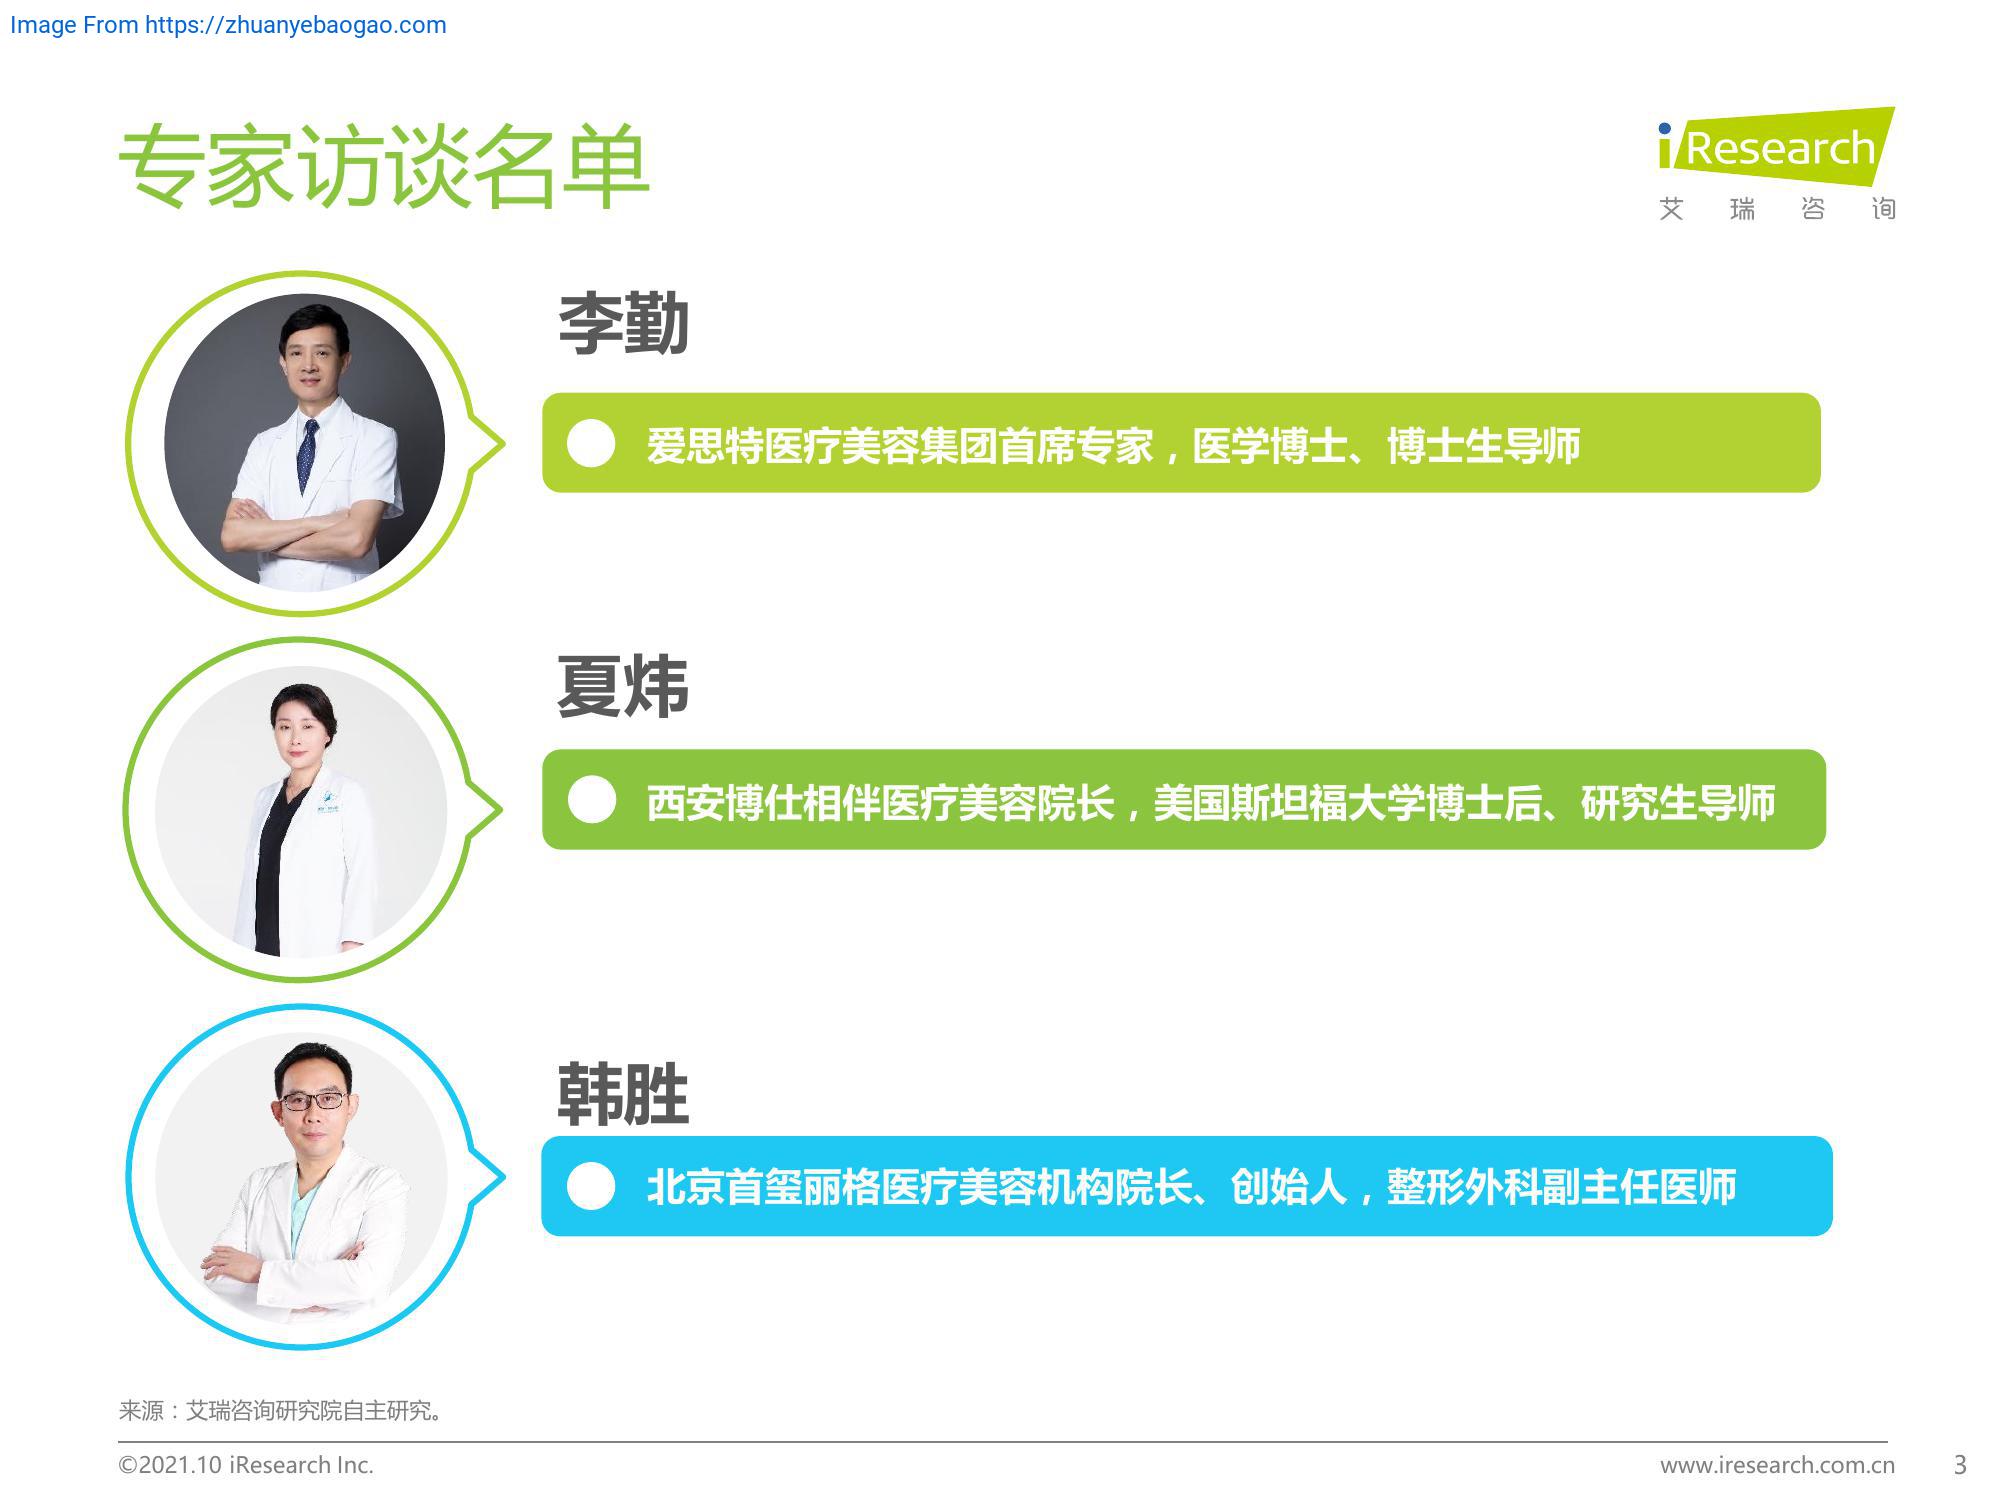 Image From https://zhuanyebaogao.com
专家访谈名单
iResearch
艾瑞咨询
李勤
爱思特医疗美容集团首席专家，医学博士、博士生导师
夏炜
西安博仕相伴医疗美容院长，美国斯坦福大学博士后、研究生导师
韩胜
北京首玺丽格医疗美容机构院长、创始人，整形外科副主任医师
来源：艾瑞咨询研究院自主研究。
©2021.10 iResearch Inc.
www.iresearch.com.cn
3